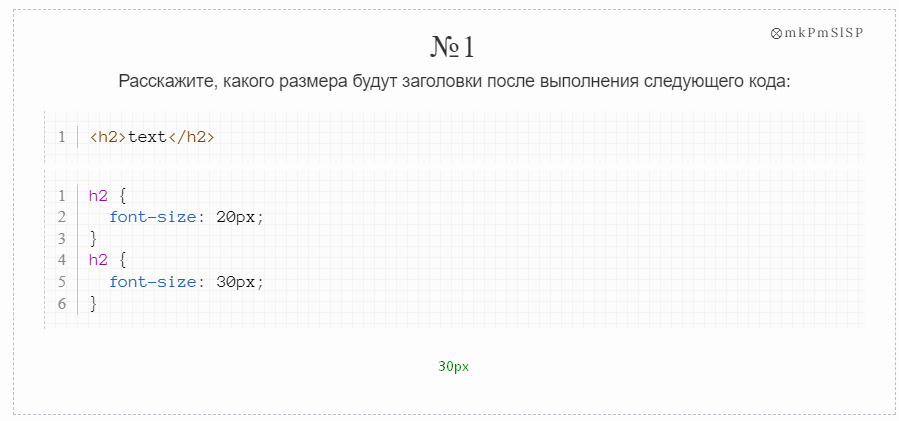 ⊗mkPmSlSP
№1
Расскажите, какого размера будут заголовки после выполнения следующего кода:
1 <h2>text</h2>
1 h2 {
2 font-size: 20px;
3 }
4 h2 {
5 font-size: 30px;
6 }
30px